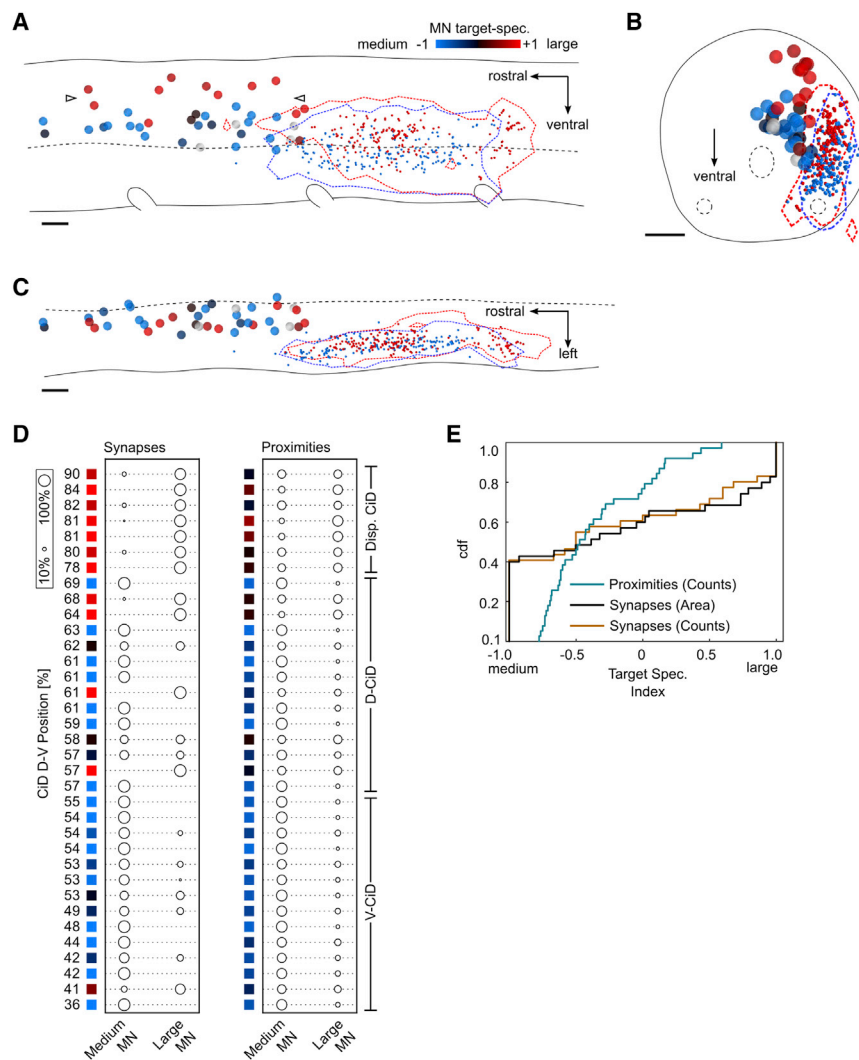 A
MN target-spec.
medium -1 +1 large
rostral
ventral
B
ventral
C
rostral
left
D
Synapses
Proximities
10% 100%
CiD D-V Position [%]
90
84
82
81
81
80
78
69
68
64
63
62
61
61
61
61
59
58
57
57
57
55
54
54
54
53
53
53
49
48
44
42
42
41
36
Disp. CiD
D-CiD
V-CiD
Medium MN
Large MN
Medium MN
Large MN
E
cdf
1.0
0.8
0.6
0.4
0.2
0.1
Proximities (Counts)
Synapses (Area)
Synapses (Counts)
-1.0 -0.5 0 0.5 1.0
medium large
Target Spec.
Index